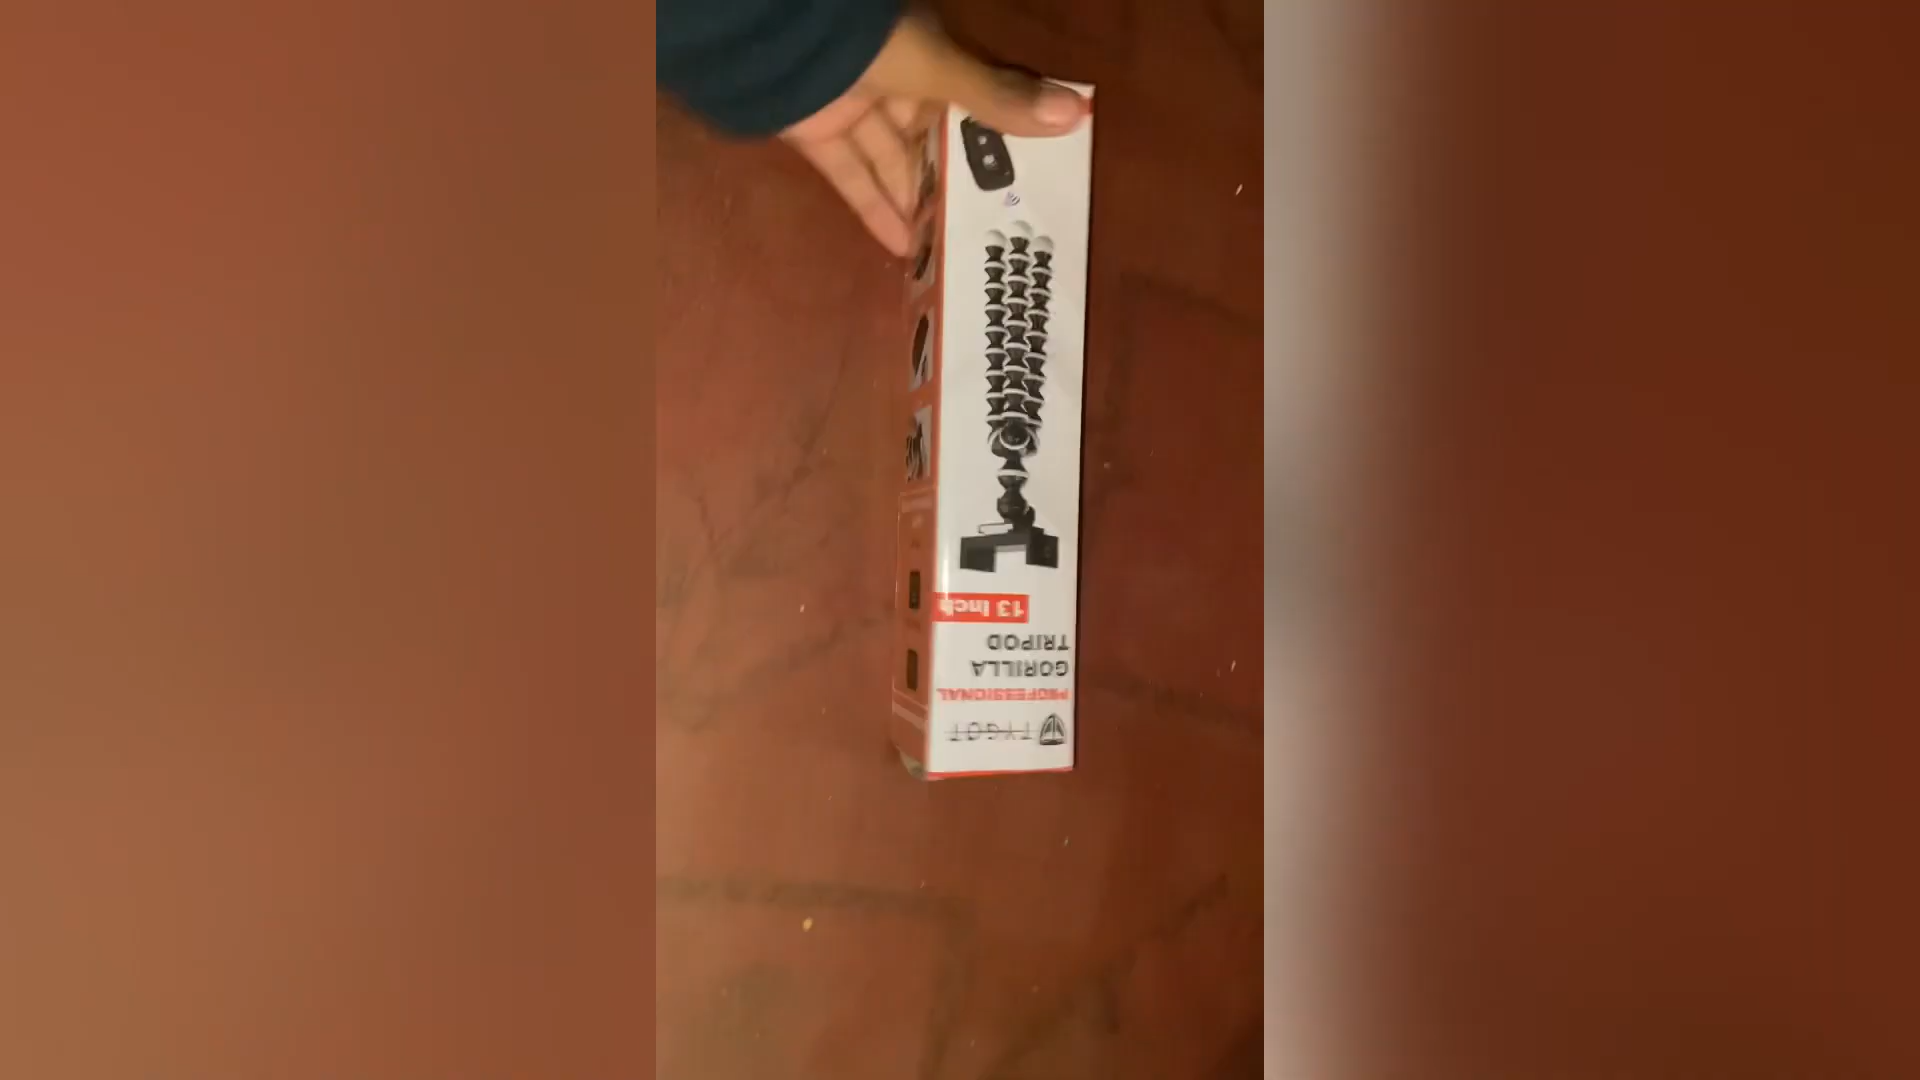 TYGOT
PROFESSIONAL
GORILLA
TRIPOD
13 Inch